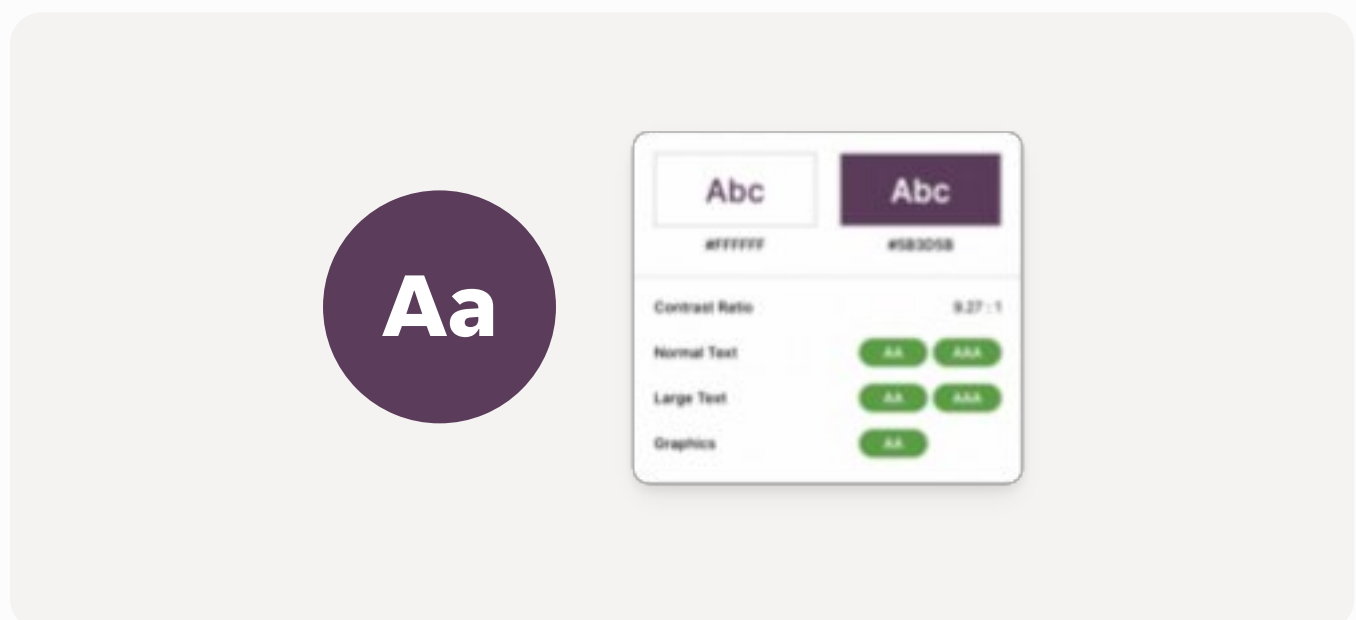 Aa
Abc Abc
#FFFFFF #5B3D5B
Contrast Ratio 9.27 : 1
Normal Text AA AAA
Large Text AA AAA
Graphics AA